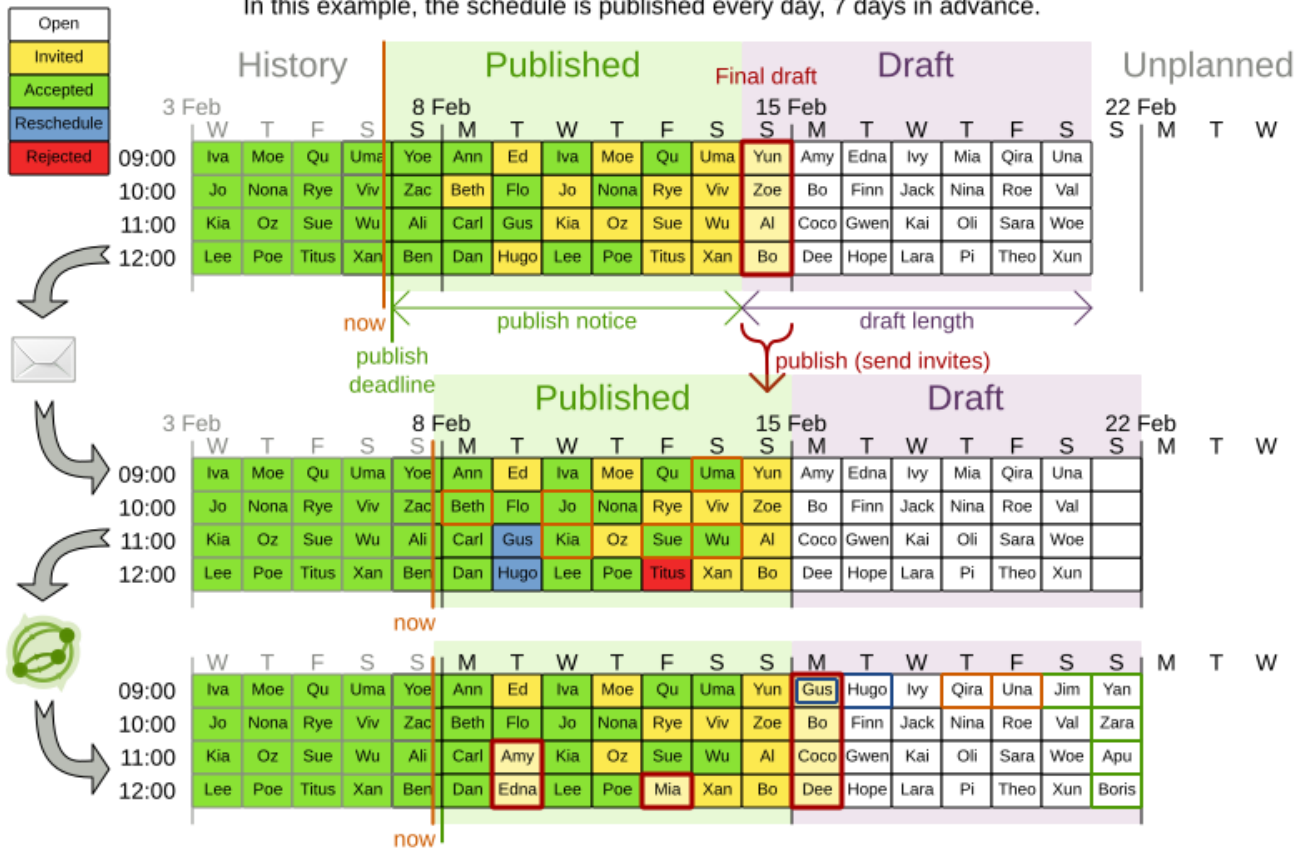 In this example, the schedule is published every day, 7 days in advance.
Open
Invited
Accepted
Reschedule
Rejected
History Published Final draft Draft Unplanned
3 Feb 8 Feb 15 Feb 22 Feb
W T F S S M T W T F S S M T W T F S S M T W
09:00 Iva Moe Qu Uma Yoe Ann Ed Iva Moe Qu Uma Yun Amy Edna Ivy Mia Qira Una
10:00 Jo Nona Rye Viv Zac Beth Flo Jo Nona Rye Viv Zoe Bo Finn Jack Nina Roe Val
11:00 Kia Oz Sue Wu Ali Carl Gus Kia Oz Sue Wu Al Coco Gwen Kai Oli Sara Woe
12:00 Lee Poe Titus Xan Ben Dan Hugo Lee Poe Titus Xan Bo Dee Hope Lara Pi Theo Xun
now publish notice draft length
publish deadline
publish (send invites)
Published Draft
3 Feb 8 Feb 15 Feb 22 Feb
W T F S S M T W T F S S M T W T F S S M T W
09:00 Iva Moe Qu Uma Yoe Ann Ed Iva Moe Qu Uma Yun Amy Edna Ivy Mia Qira Una
10:00 Jo Nona Rye Viv Zac Beth Flo Jo Nona Rye Viv Zoe Bo Finn Jack Nina Roe Val
11:00 Kia Oz Sue Wu Ali Carl Gus Kia Oz Sue Wu Al Coco Gwen Kai Oli Sara Woe
12:00 Lee Poe Titus Xan Ben Dan Hugo Lee Poe Titus Xan Bo Dee Hope Lara Pi Theo Xun
now
W T F S S M T W T F S S M T W T F S S M T W
09:00 Iva Moe Qu Uma Yoe Ann Ed Iva Moe Qu Uma Yun Gus Hugo Ivy Qira Una Jim Yan
10:00 Jo Nona Rye Viv Zac Beth Flo Jo Nona Rye Viv Zoe Bo Finn Jack Nina Roe Val Zara
11:00 Kia Oz Sue Wu Ali Carl Amy Kia Oz Sue Wu Al Coco Gwen Kai Oli Sara Woe Apu
12:00 Lee Poe Titus Xan Ben Dan Edna Lee Poe Mia Xan Bo Dee Hope Lara Pi Theo Xun Boris
now